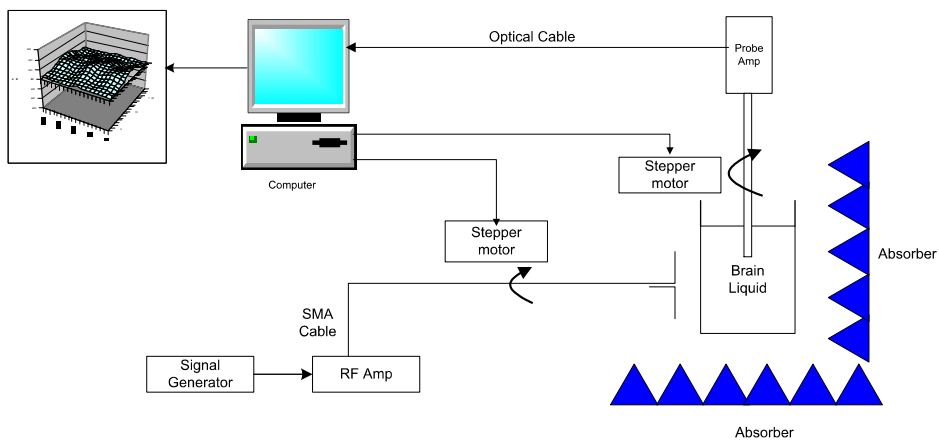 Optical Cable
Probe
Amp
Computer
Stepper
motor
Stepper
motor
Absorber
Brain
Liquid
SMA
Cable
Signal
Generator
RF Amp
Absorber